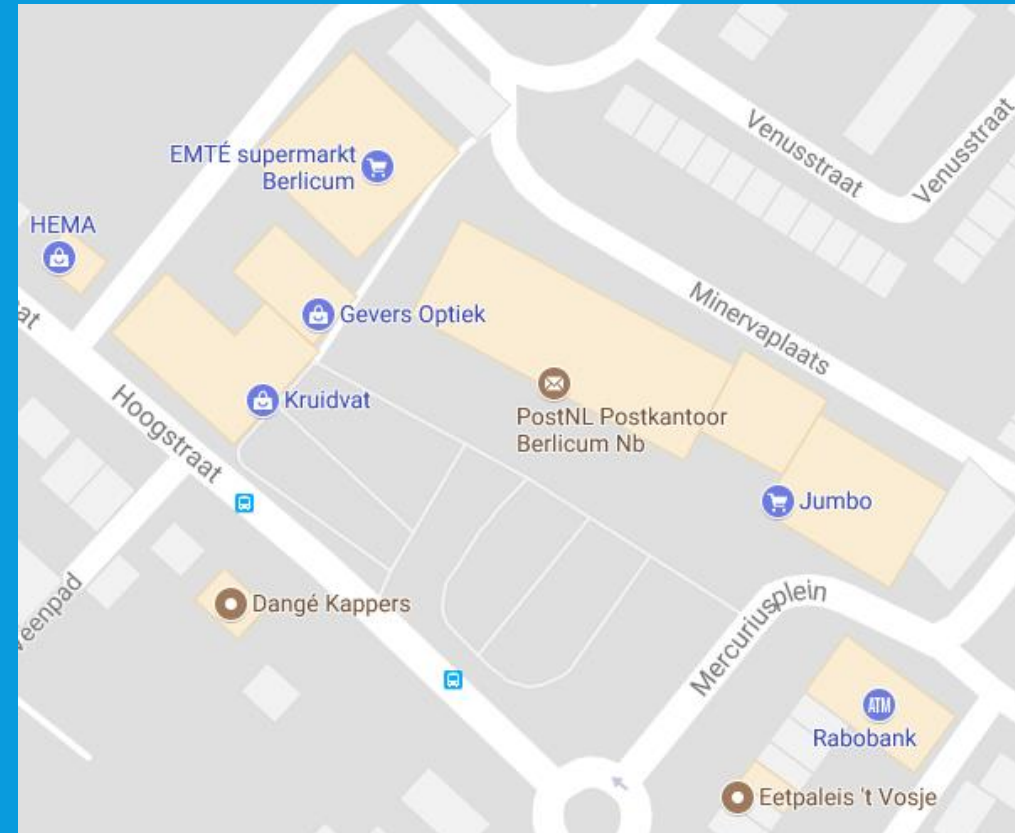 Venusstraat
Venusstraat
EMTÉ supermarkt
Berlicum
HEMA
Gevers Optiek
Minervaplaats
Kruidvat
Hoogstraat
PostNL Postkantoor
Berlicum Nb
Jumbo
Dangé Kappers
Mercuriusplein
ATM
Rabobank
Eetpaleis 't Vosje